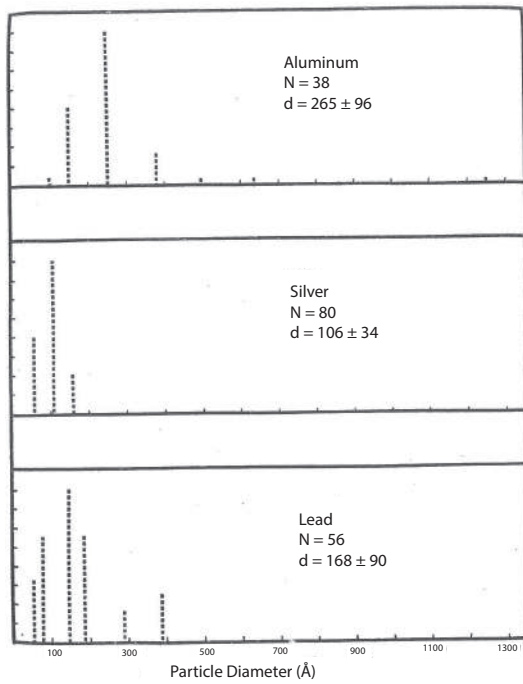 Aluminum
N = 38
d = 265 ± 96
Silver
N = 80
d = 106 ± 34
Lead
N = 56
d = 168 ± 90
100 300 500 700 900 1100 1300
Particle Diameter (Å)